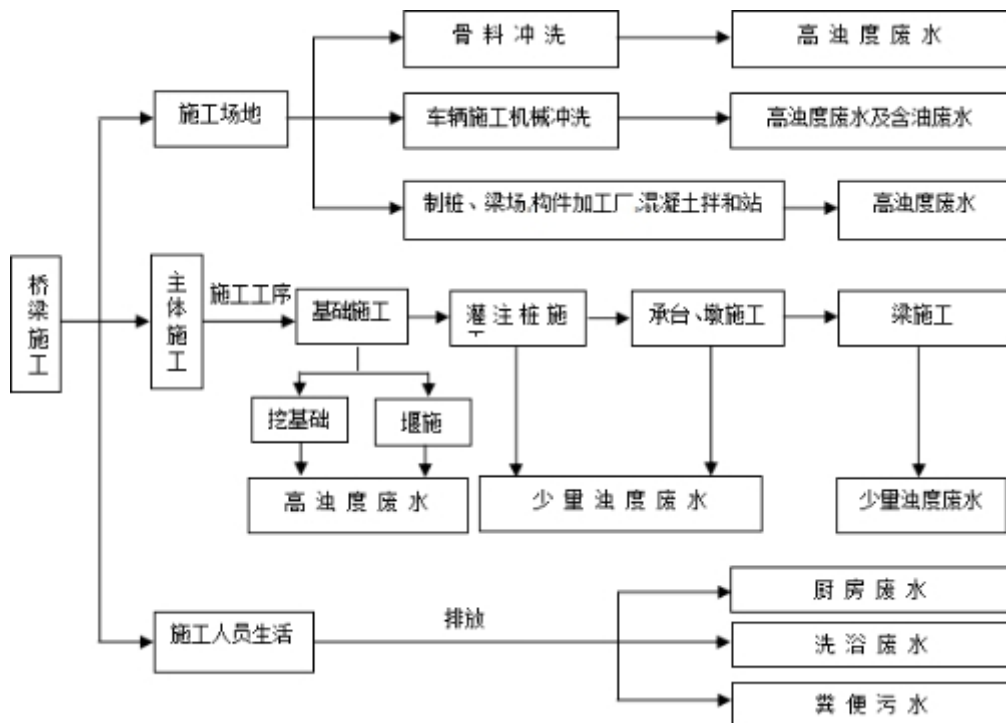 骨料冲洗
高浊度废水
施工场地
车辆施工机械冲洗
高浊度废水及含油废水
制桩、梁场,构件加工厂,混凝土拌和站
高浊度废水
桥梁施工
主体施工
施工工序
基础施工
灌注桩施
承台、墩施工
梁施工
挖基础
堰施
高浊度废水
少量浊度废水
少量浊度废水
施工人员生活
排放
厨房废水
洗浴废水
粪便污水